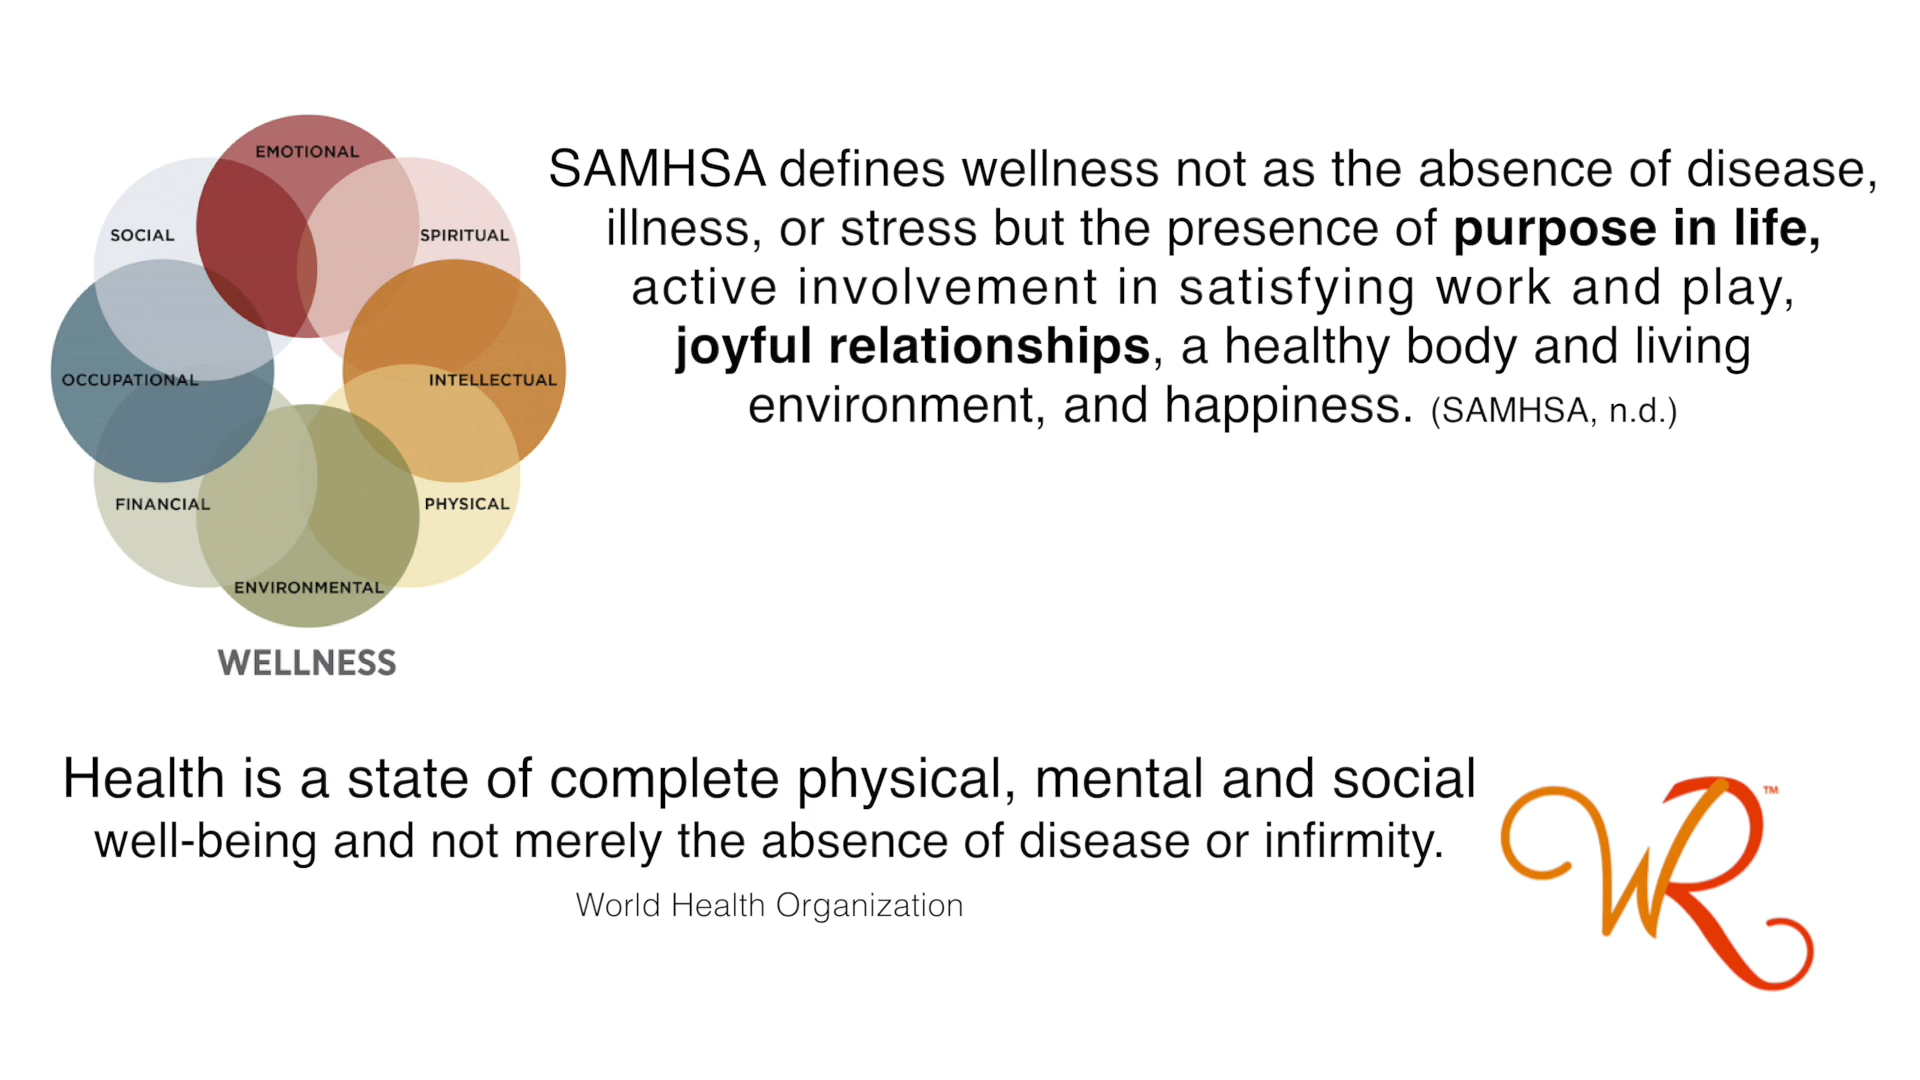 EMOTIONAL
SOCIAL
SPIRITUAL
OCCUPATIONAL
INTELLECTUAL
FINANCIAL
PHYSICAL
ENVIRONMENTAL
WELLNESS
SAMHSA defines wellness not as the absence of disease,
illness, or stress but the presence of purpose in life,
active involvement in satisfying work and play,
joyful relationships, a healthy body and living
environment, and happiness. (SAMHSA, n.d.)
Health is a state of complete physical, mental and social
well-being and not merely the absence of disease or infirmity.
World Health Organization
WR™